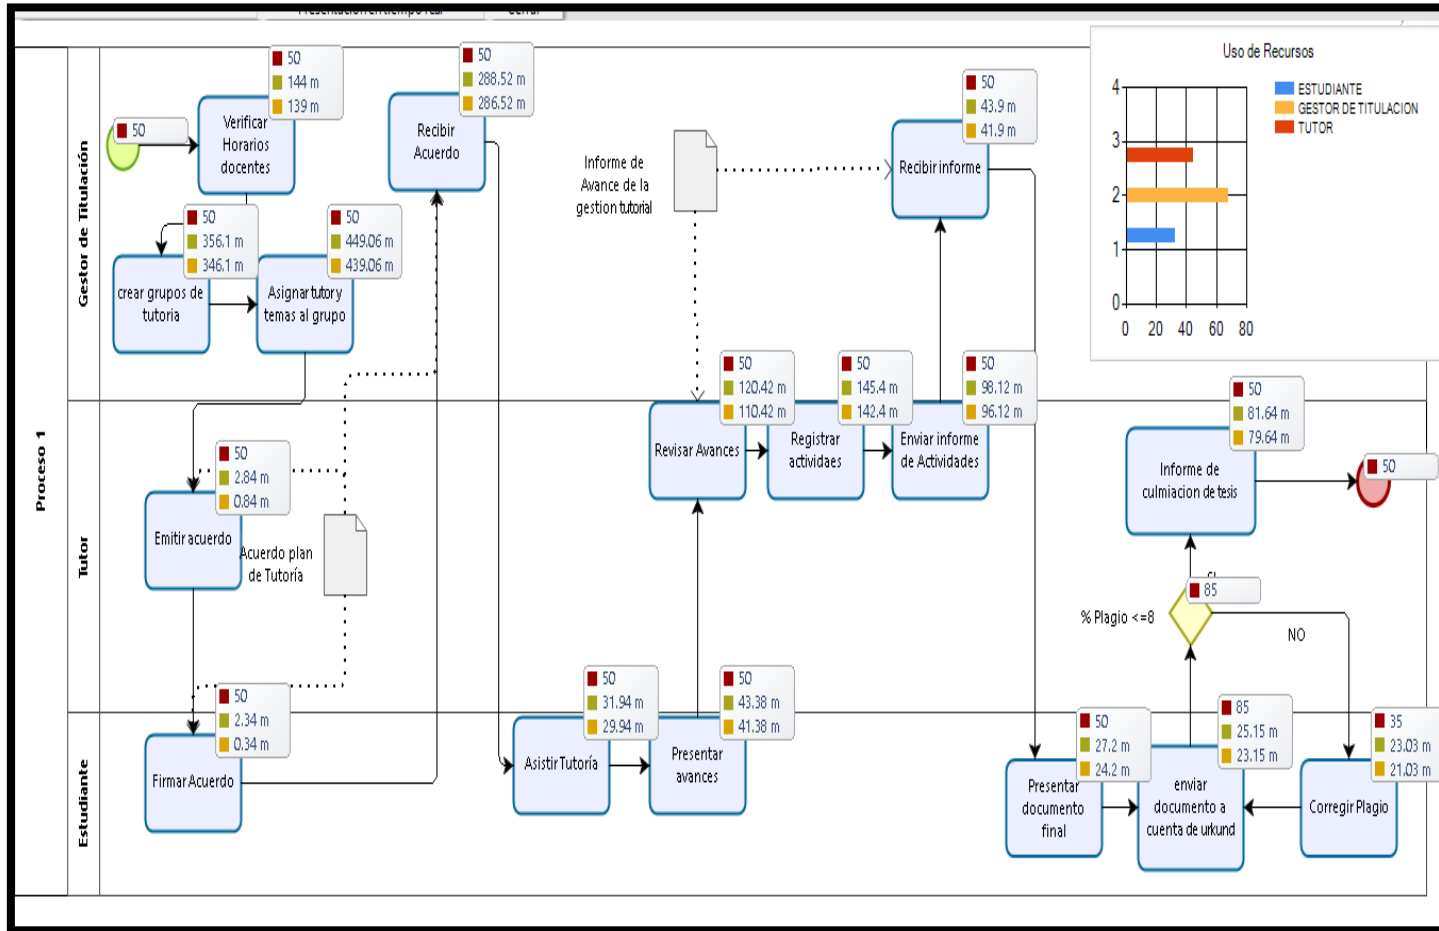 Presentación en tiempo real
Cerrar
Proceso 1
Gestor de Titulación
Tutor
Estudiante
50
50
144 m
139 m
Verificar
Horarios
docentes
50
356.1 m
346.1 m
crear grupos de
tutoria
50
449.06 m
439.06 m
Asignar tutor y
temas al grupo
50
288.52 m
286.52 m
Recibir
Acuerdo
Informe de
Avance de la
gestion tutorial
50
43.9 m
41.9 m
Recibir informe
Uso de Recursos
4
3
2
1
0
0 20 40 60 80
ESTUDIANTE
GESTOR DE TITULACION
TUTOR
50
2.84 m
0.84 m
Emitir acuerdo
Acuerdo plan
de Tutoría
50
120.42 m
110.42 m
Revisar Avances
50
145.4 m
142.4 m
Registrar
actividaes
50
98.12 m
96.12 m
Enviar informe
de Actividades
50
81.64 m
79.64 m
Informe de
culmiacion de tesis
50
85
% Plagio <=8
NO
50
2.34 m
0.34 m
Firmar Acuerdo
50
31.94 m
29.94 m
Asistir Tutoría
50
43.38 m
41.38 m
Presentar
avances
50
27.2 m
24.2 m
Presentar
documento
final
85
25.15 m
23.15 m
enviar
documento a
cuenta de urkund
35
23.03 m
21.03 m
Corregir Plagio